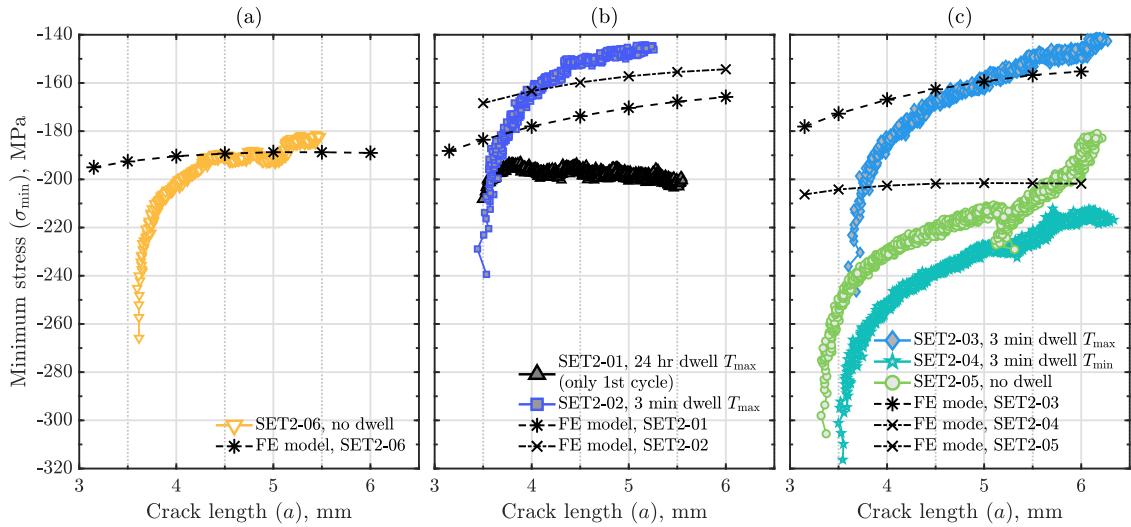 (a)
(b)
(c)
Minimum stress (σmin), MPa
-140
-160
-180
-200
-220
-240
-260
-280
-300
-320
SET2-06, no dwell
FE model, SET2-06
SET2-01, 24 hr dwell Tmax
(only 1st cycle)
SET2-02, 3 min dwell Tmax
FE model, SET2-01
FE model, SET2-02
SET2-03, 3 min dwell Tmax
SET2-04, 3 min dwell Tmin
SET2-05, no dwell
FE mode, SET2-03
FE mode, SET2-04
FE mode, SET2-05
3 4 5 6
3 4 5 6
3 4 5 6
Crack length (a), mm
Crack length (a), mm
Crack length (a), mm